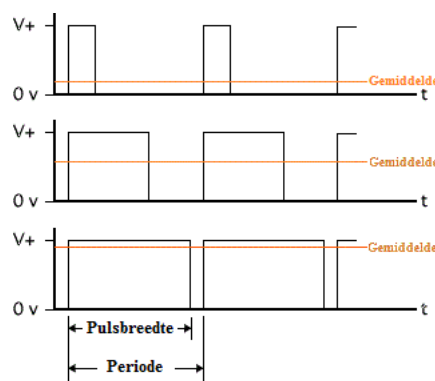 V+
Gemiddelde
0 v
t
V+
Gemiddelde
0 v
t
V+
Gemiddelde
0 v
t
Pulsbreedte
Periode